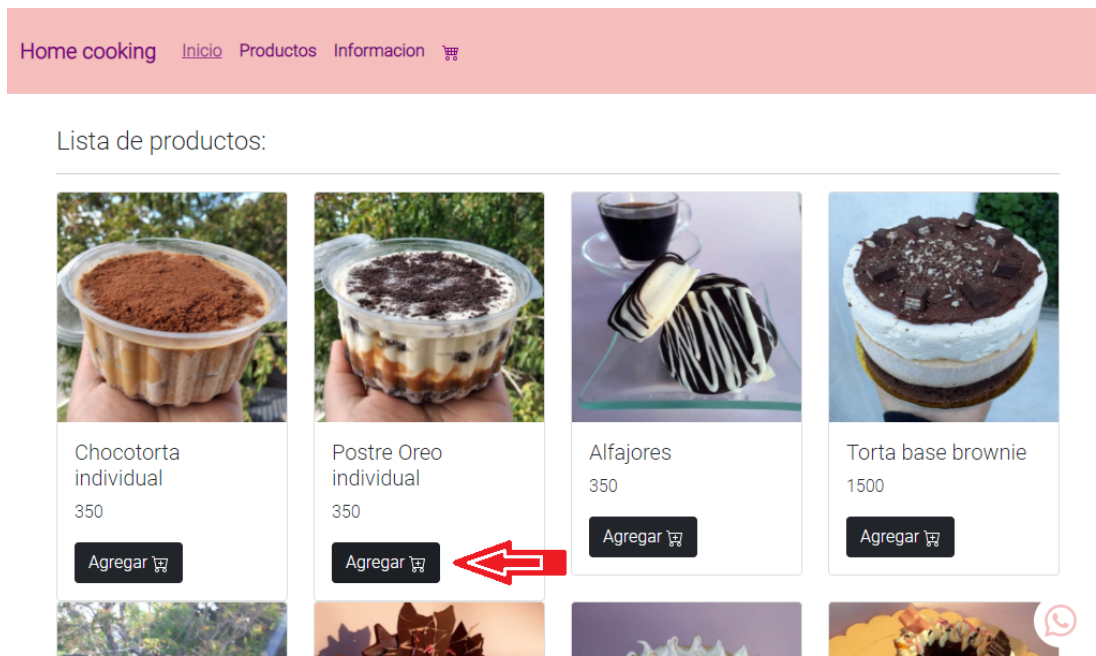 Home cooking Inicio Productos Informacion
Lista de productos:
Chocotorta
individual
350
Agregar
Postre Oreo
individual
350
Agregar
Alfajores
350
Agregar
Torta base brownie
1500
Agregar